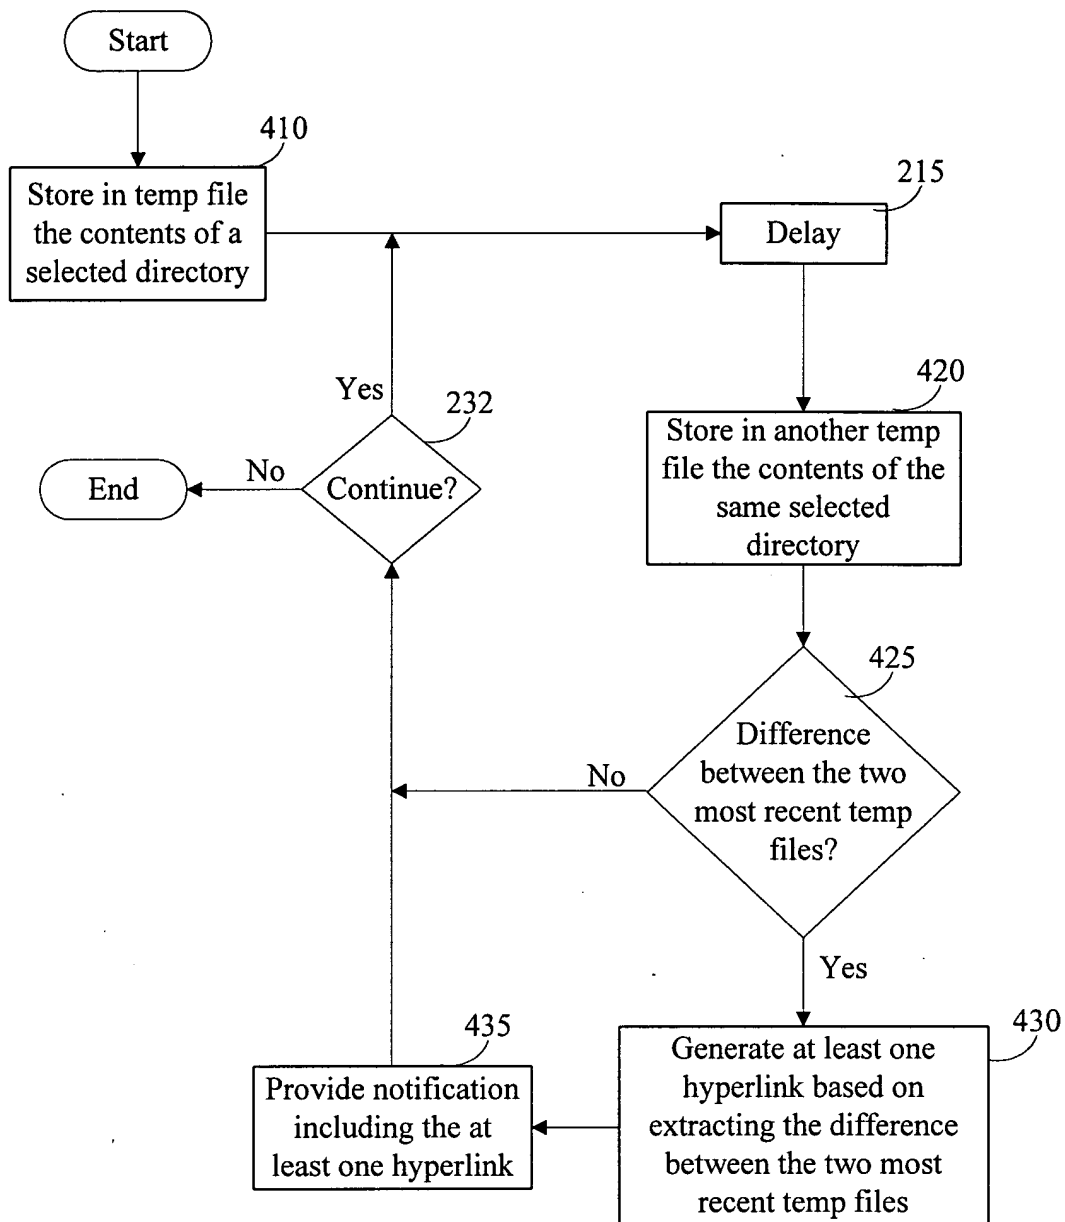 Start
410
Store in temp file
the contents of a
selected directory
215
Delay
420
Store in another temp
file the contents of the
same selected
directory
Yes
232
Continue?
No
End
425
Difference
between the two
most recent temp
files?
No
Yes
430
Generate at least one
hyperlink based on
extracting the difference
between the two most
recent temp files
435
Provide notification
including the at
least one hyperlink